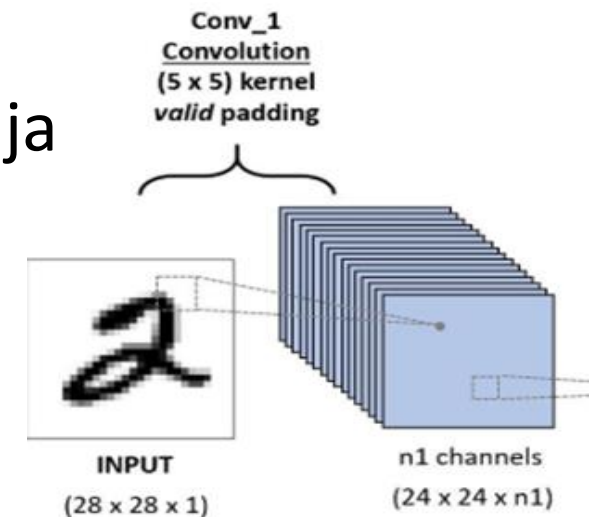 Conv_1
Convolution
(5 x 5) kernel
valid padding
ja
INPUT
(28 x 28 x 1)
n1 channels
(24 x 24 x n1)